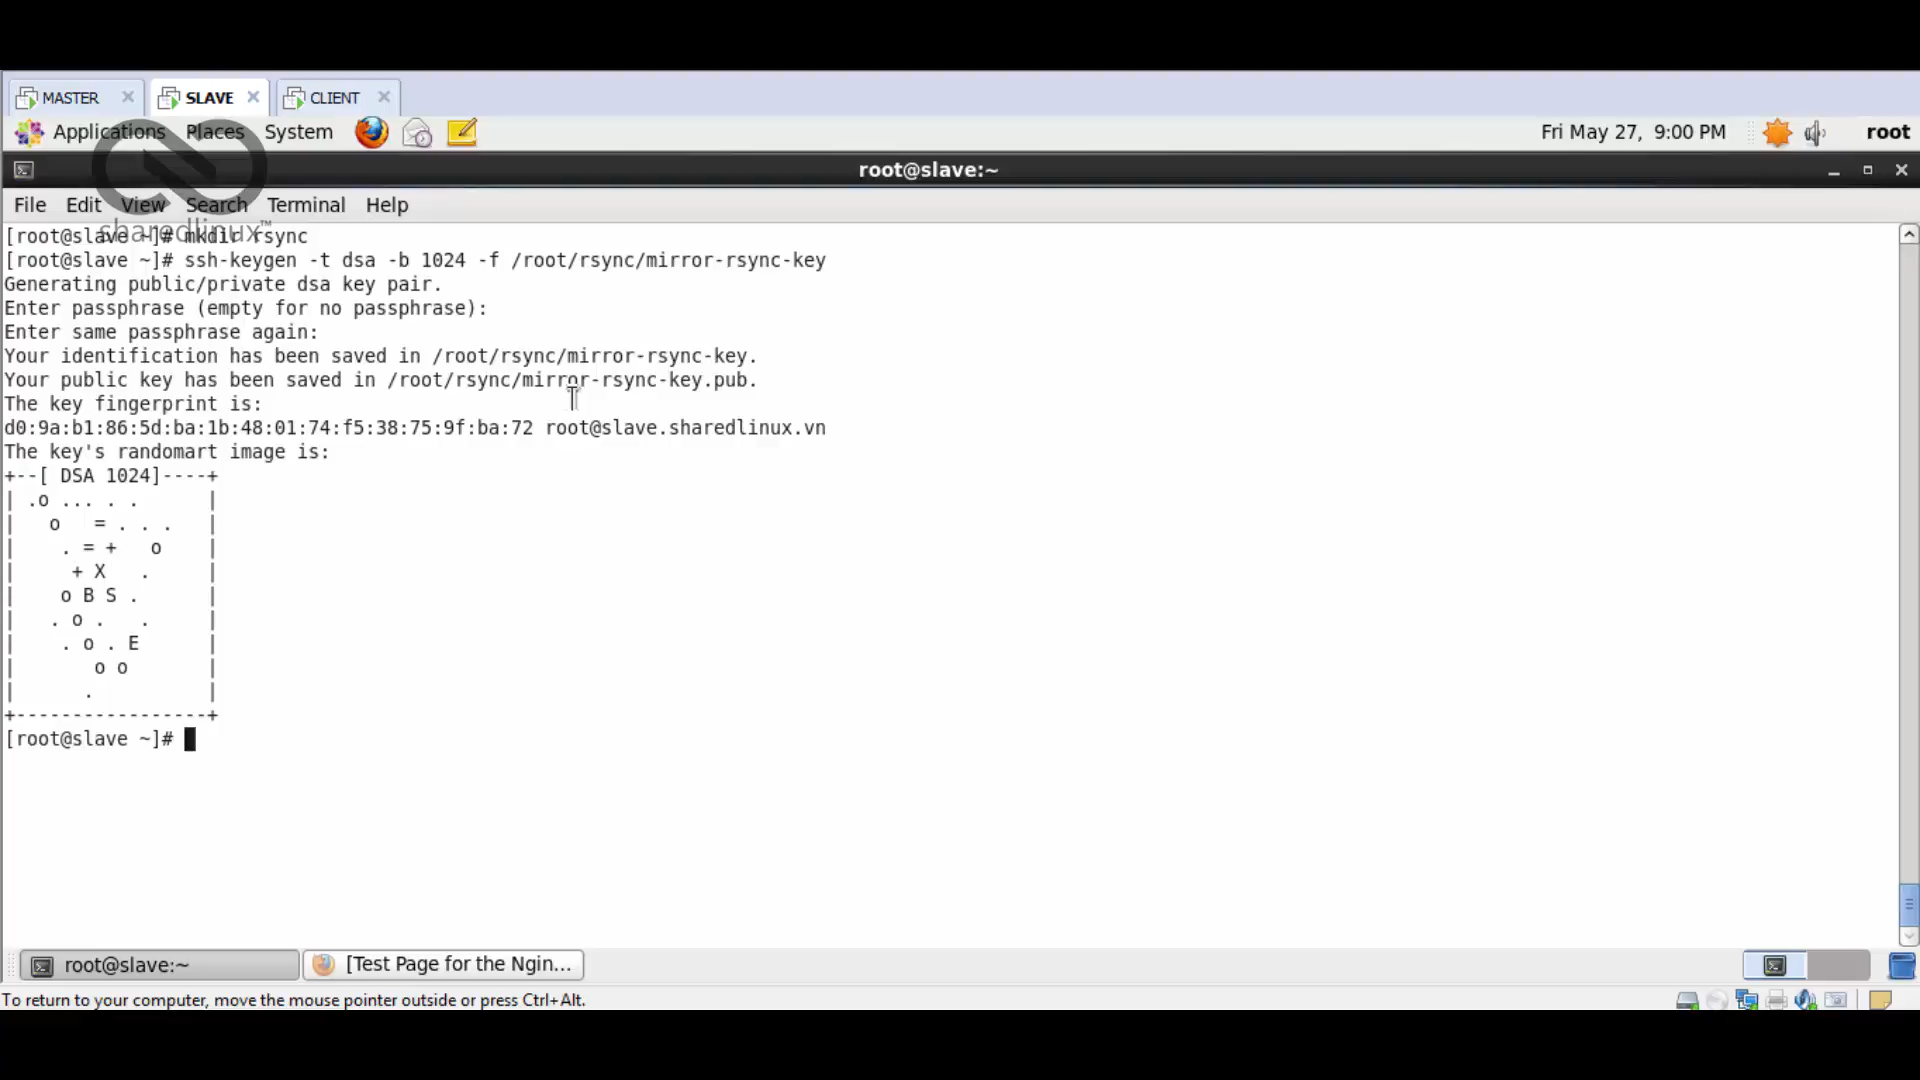 MASTER SLAVE CLIENT
Applications Places System Fri May 27, 9:00 PM root
root@slave:~
File Edit View Search Terminal Help
sharedlinux™
[root@slave ~]# mkdir rsync
[root@slave ~]# ssh-keygen -t dsa -b 1024 -f /root/rsync/mirror-rsync-key
Generating public/private dsa key pair.
Enter passphrase (empty for no passphrase):
Enter same passphrase again:
Your identification has been saved in /root/rsync/mirror-rsync-key.
Your public key has been saved in /root/rsync/mirror-rsync-key.pub.
The key fingerprint is:
d0:9a:b1:86:5d:ba:1b:48:01:74:f5:38:75:9f:ba:72 root@slave.sharedlinux.vn
The key's randomart image is:
+--[ DSA 1024]----+
| .o ... . .      |
|   o   = . . .   |
|    . = +   o    |
|     + X   .     |
|    o B S .      |
|   . o .   .     |
|    . o . E      |
|       o o       |
|      .          |
+-----------------+
[root@slave ~]#
root@slave:~ [Test Page for the Ngin...
To return to your computer, move the mouse pointer outside or press Ctrl+Alt.